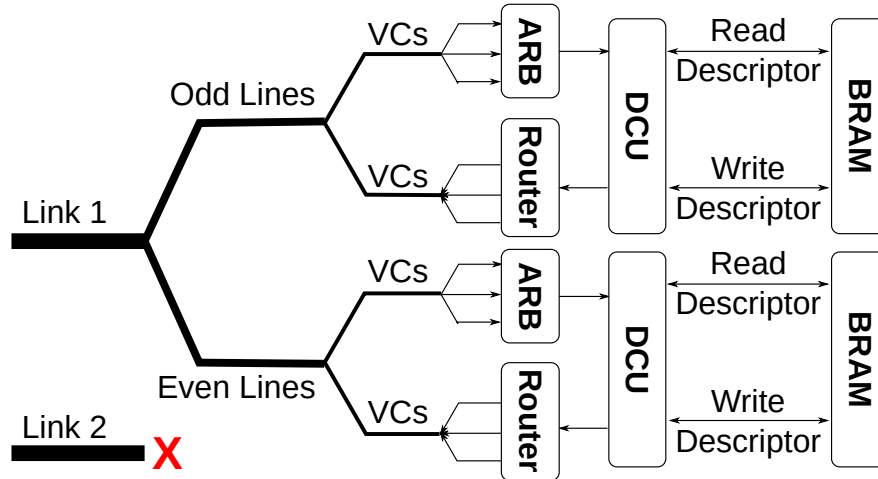 VCs
ARB
Read
Descriptor
Odd Lines
DCU
BRAM
VCs
Router
Write
Descriptor
Link 1
VCs
ARB
Read
Descriptor
Even Lines
DCU
BRAM
VCs
Router
Write
Descriptor
Link 2
X